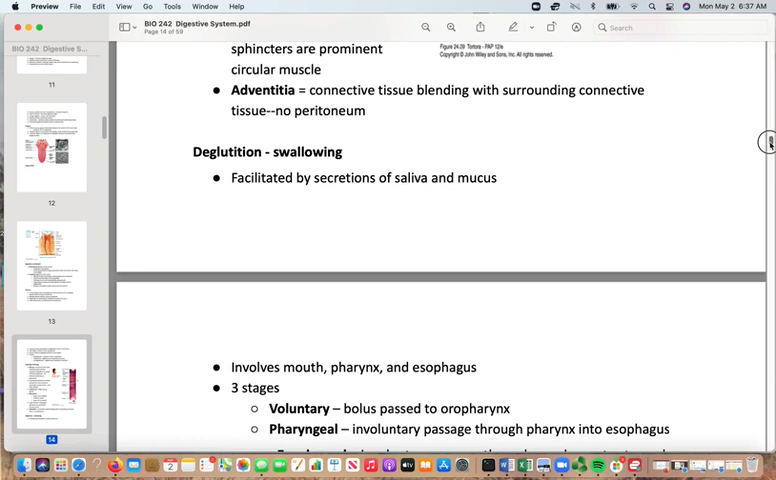 Preview File Edit View Go Tools Window Help
Mon May 2 6:37 AM
BIO 242 Digestive System.pdf
Page 14 of 59
Search
BIO 242 Digestive S...
11
12
13
14
sphincters are prominent
circular muscle
Figure 24.09 Tortora - PAP 12/e
Copyright © John Wiley and Sons, Inc. All rights reserved.
● Adventitia = connective tissue blending with surrounding connective
tissue--no peritoneum
Deglutition - swallowing
● Facilitated by secretions of saliva and mucus
● Involves mouth, pharynx, and esophagus
● 3 stages
○ Voluntary – bolus passed to oropharynx
○ Pharyngeal – involuntary passage through pharynx into esophagus